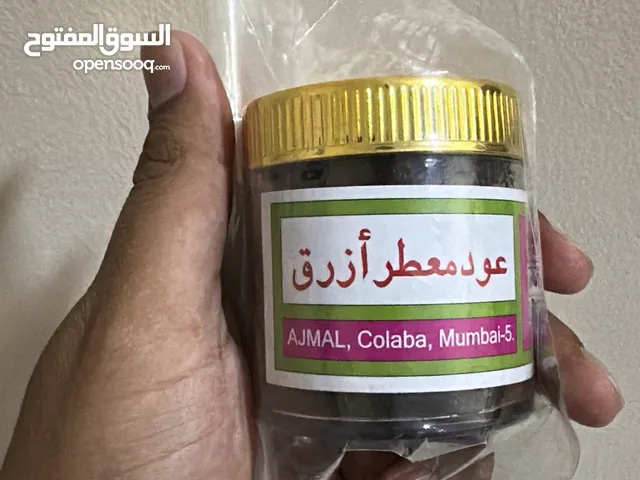 السوق المفتوح
opensooq.com
عود معطر أزرق
AJMAL, Colaba, Mumbai-5.